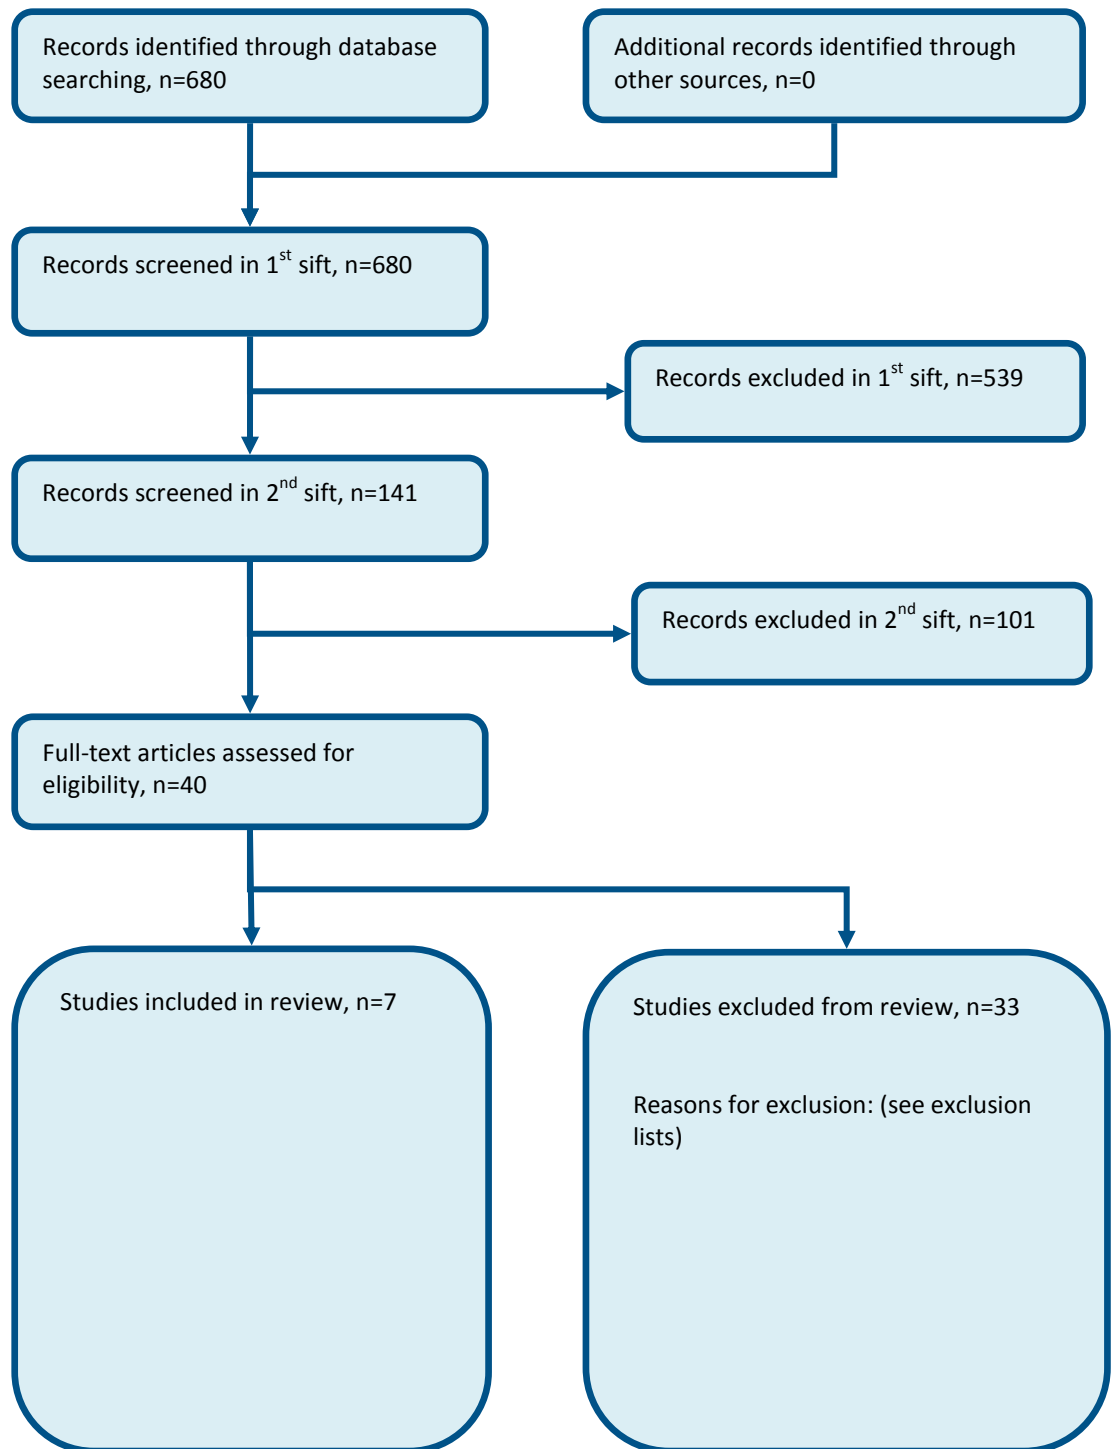 Records identified through database
searching, n=680
Additional records identified through
other sources, n=0
Records screened in 1st sift, n=680
Records excluded in 1st sift, n=539
Records screened in 2nd sift, n=141
Records excluded in 2nd sift, n=101
Full-text articles assessed for
eligibility, n=40
Studies included in review, n=7
Studies excluded from review, n=33
Reasons for exclusion: (see exclusion
lists)